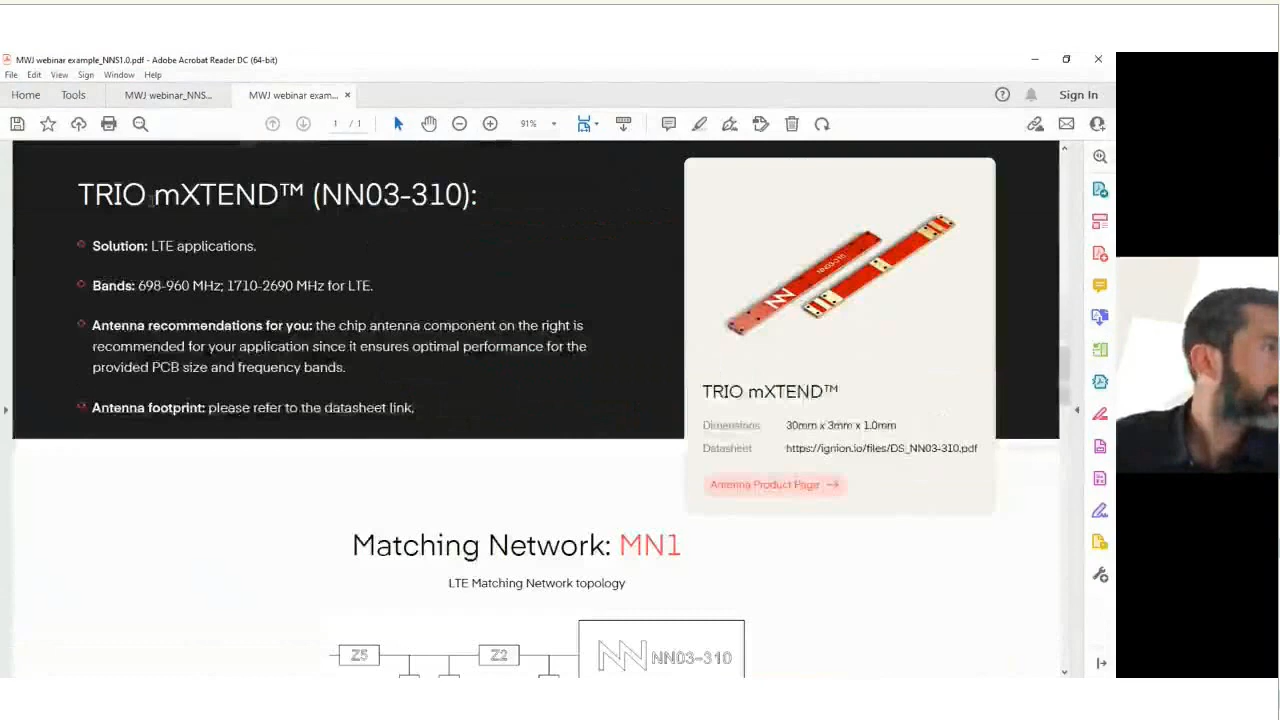 MWJ webinar example_NNS1.0.pdf - Adobe Acrobat Reader DC (64-bit)
File Edit View Sign Window Help
Home Tools MWJ webinar_NNS... MWJ webinar exam... × Sign In
1 / 1 91%
TRIO mXTEND™ (NN03-310):
Solution: LTE applications.
Bands: 698-960 MHz; 1710-2690 MHz for LTE.
Antenna recommendations for you: the chip antenna component on the right is
recommended for your application since it ensures optimal performance for the
provided PCB size and frequency bands.
Antenna footprint: please refer to the datasheet link.
TRIO mXTEND™
Dimensions 30mm x 3mm x 1.0mm
Datasheet https://ignion.io/files/DS_NN03-310.pdf
Antenna Product Page →
Matching Network: MN1
LTE Matching Network topology
Z5 Z2 NN03-310